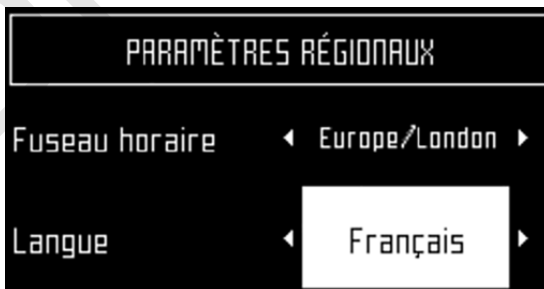 PARAMÈTRES RÉGIONAUX
Fuseau horaire Europe/London
Langue Français